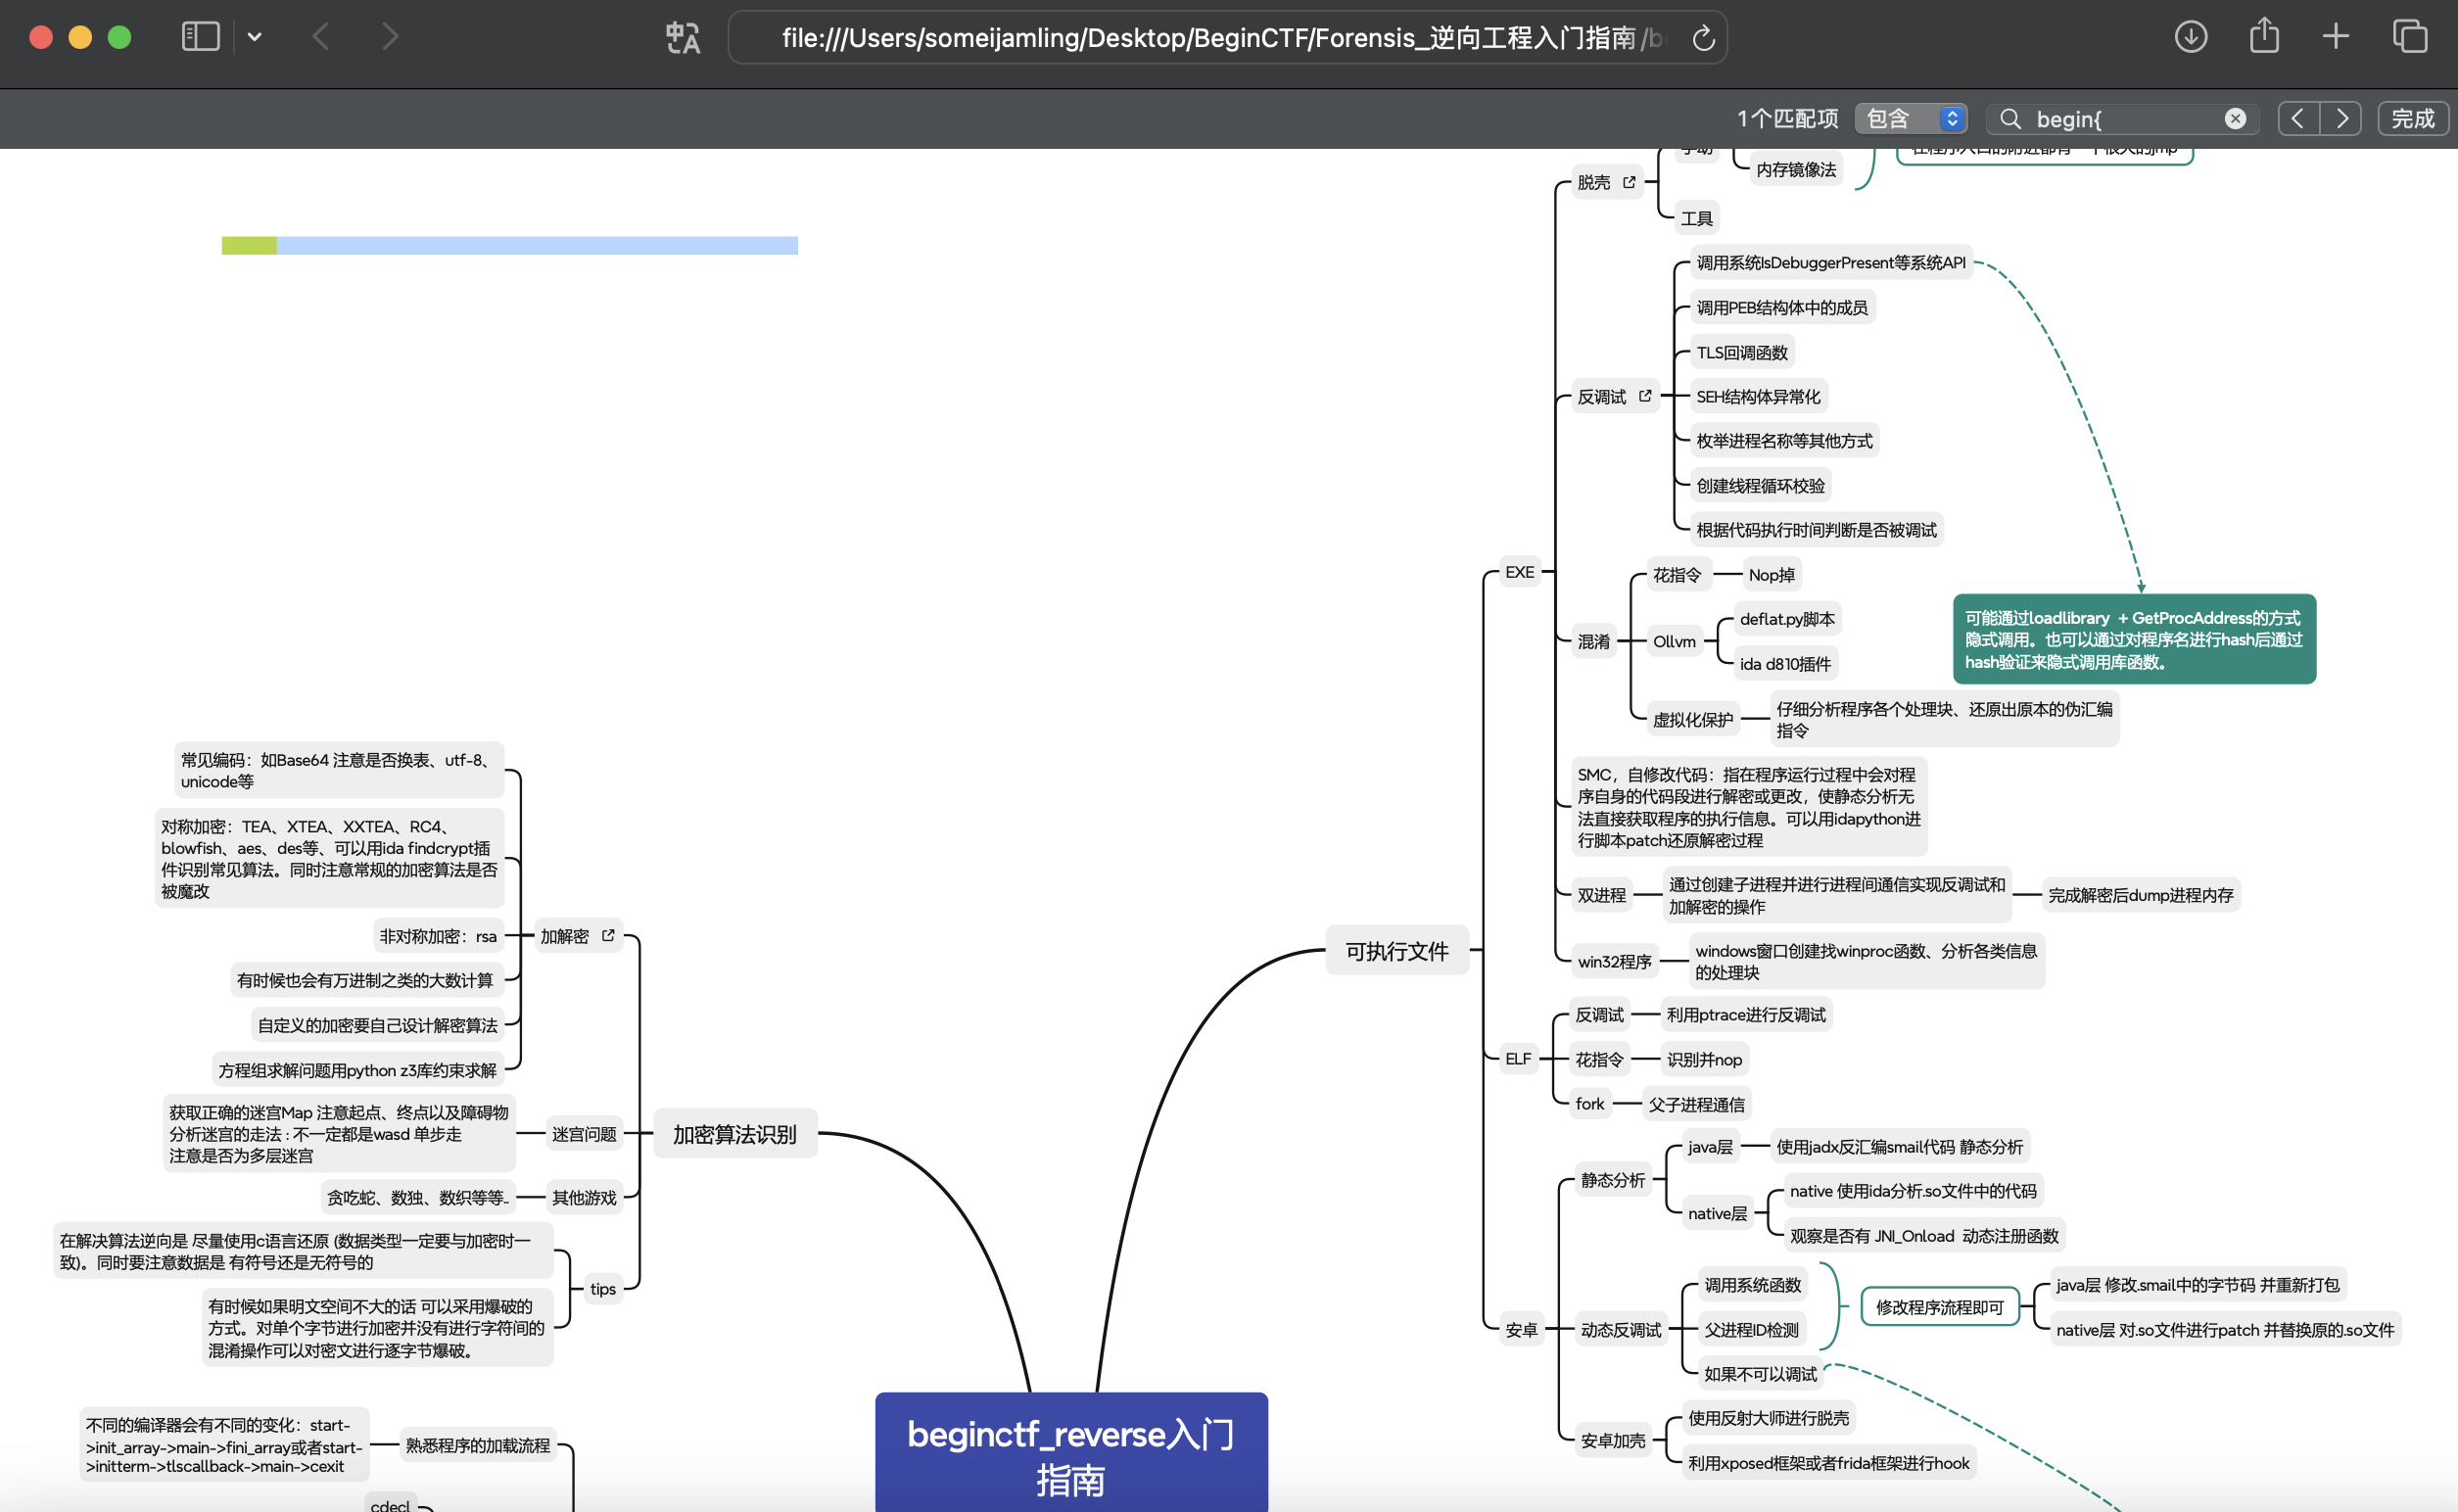 file:///Users/someijamling/Desktop/BeginCTF/Forensis_逆向工程入门指南/b
1个匹配项
包含
begin{
完成
内存镜像法
脱壳
工具
调用系统IsDebuggerPresent等系统API
调用PEB结构体中的成员
TLS回调函数
反调试
SEH结构体异常化
枚举进程名称等其他方式
创建线程循环校验
根据代码执行时间判断是否被调试
EXE
花指令
Nop掉
deflat.py脚本
混淆
Ollvm
ida d810插件
可能通过loadlibrary + GetProcAddress的方式
隐式调用。也可以通过对程序名进行hash后通过
hash验证来隐式调用库函数。
虚拟化保护
仔细分析程序各个处理块、还原出原本的伪汇编
指令
SMC，自修改代码：指在程序运行过程中会对程
序自身的代码段进行解密或更改，使静态分析无
法直接获取程序的执行信息。可以用idapython进
行脚本patch还原解密过程
双进程
通过创建子进程并进行进程间通信实现反调试和
加解密的操作
完成解密后dump进程内存
可执行文件
win32程序
windows窗口创建找winproc函数、分析各类信息
的处理块
反调试
利用ptrace进行反调试
ELF
花指令
识别并nop
fork
父子进程通信
java层
使用jadx反汇编smail代码 静态分析
静态分析
native层
native 使用ida分析.so文件中的代码
观察是否有 JNI_Onload 动态注册函数
调用系统函数
安卓
动态反调试
父进程ID检测
修改程序流程即可
java层 修改.smail中的字节码 并重新打包
native层 对.so文件进行patch 并替换原的.so文件
如果不可以调试
使用反射大师进行脱壳
安卓加壳
利用xposed框架或者frida框架进行hook
常见编码：如Base64 注意是否换表、utf-8、
unicode等
对称加密：TEA、XTEA、XXTEA、RC4、
blowfish、aes、des等、可以用ida findcrypt插
件识别常见算法。同时注意常规的加密算法是否
被魔改
非对称加密：rsa
加解密
有时候也会有万进制之类的大数计算
自定义的加密要自己设计解密算法
方程组求解问题用python z3库约束求解
获取正确的迷宫Map 注意起点、终点以及障碍物
分析迷宫的走法 : 不一定都是wasd 单步走
注意是否为多层迷宫
迷宫问题
加密算法识别
贪吃蛇、数独、数织等等..
其他游戏
在解决算法逆向是 尽量使用c语言还原 (数据类型一定要与加密时一
致)。同时要注意数据是 有符号还是无符号的
tips
有时候如果明文空间不大的话 可以采用爆破的
方式。对单个字节进行加密并没有进行字符间的
混淆操作可以对密文进行逐字节爆破。
不同的编译器会有不同的变化：start-
>init_array->main->fini_array或者start-
>initterm->tlscallback->main->cexit
熟悉程序的加载流程
cdecl
beginctf_reverse入门
指南